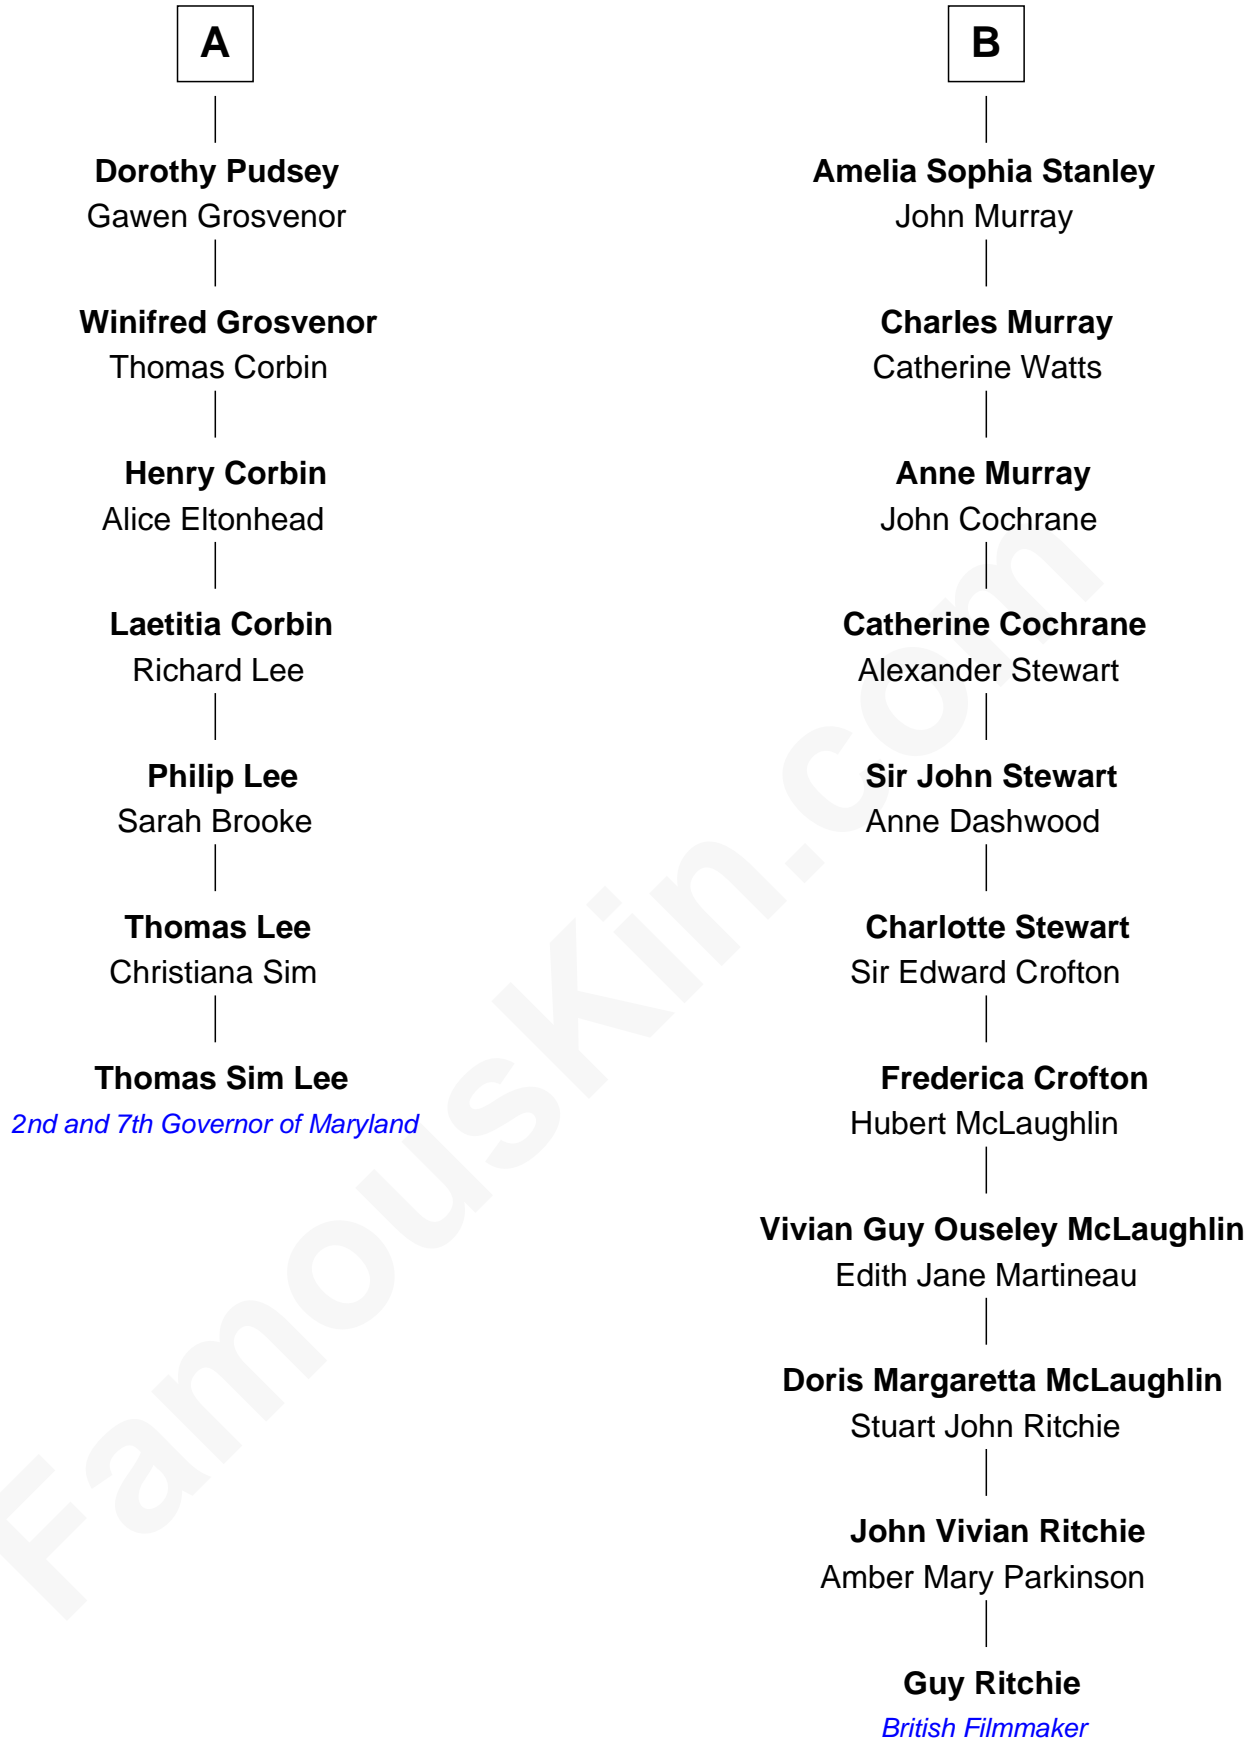 A
Dorothy Pudsey
Gawen Grosvenor
Winifred Grosvenor
Thomas Corbin
Henry Corbin
Alice Eltonhead
Laetitia Corbin
Richard Lee
Philip Lee
Sarah Brooke
Thomas Lee
Christiana Sim
Thomas Sim Lee
2nd and 7th Governor of Maryland
B
Amelia Sophia Stanley
John Murray
Charles Murray
Catherine Watts
Anne Murray
John Cochrane
Catherine Cochrane
Alexander Stewart
Sir John Stewart
Anne Dashwood
Charlotte Stewart
Sir Edward Crofton
Frederica Crofton
Hubert McLaughlin
Vivian Guy Ouseley McLaughlin
Edith Jane Martineau
Doris Margaretta McLaughlin
Stuart John Ritchie
John Vivian Ritchie
Amber Mary Parkinson
Guy Ritchie
British Filmmaker
FamousKin.com